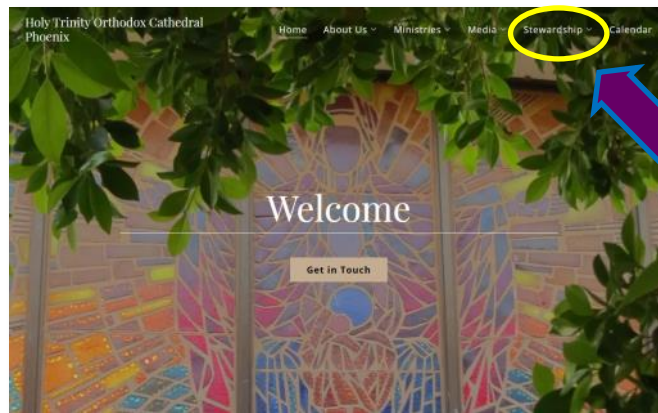 Holy Trinity Orthodox Cathedral
Phoenix
Home About Us Ministries Media Stewardship Calendar
Welcome
Get in Touch